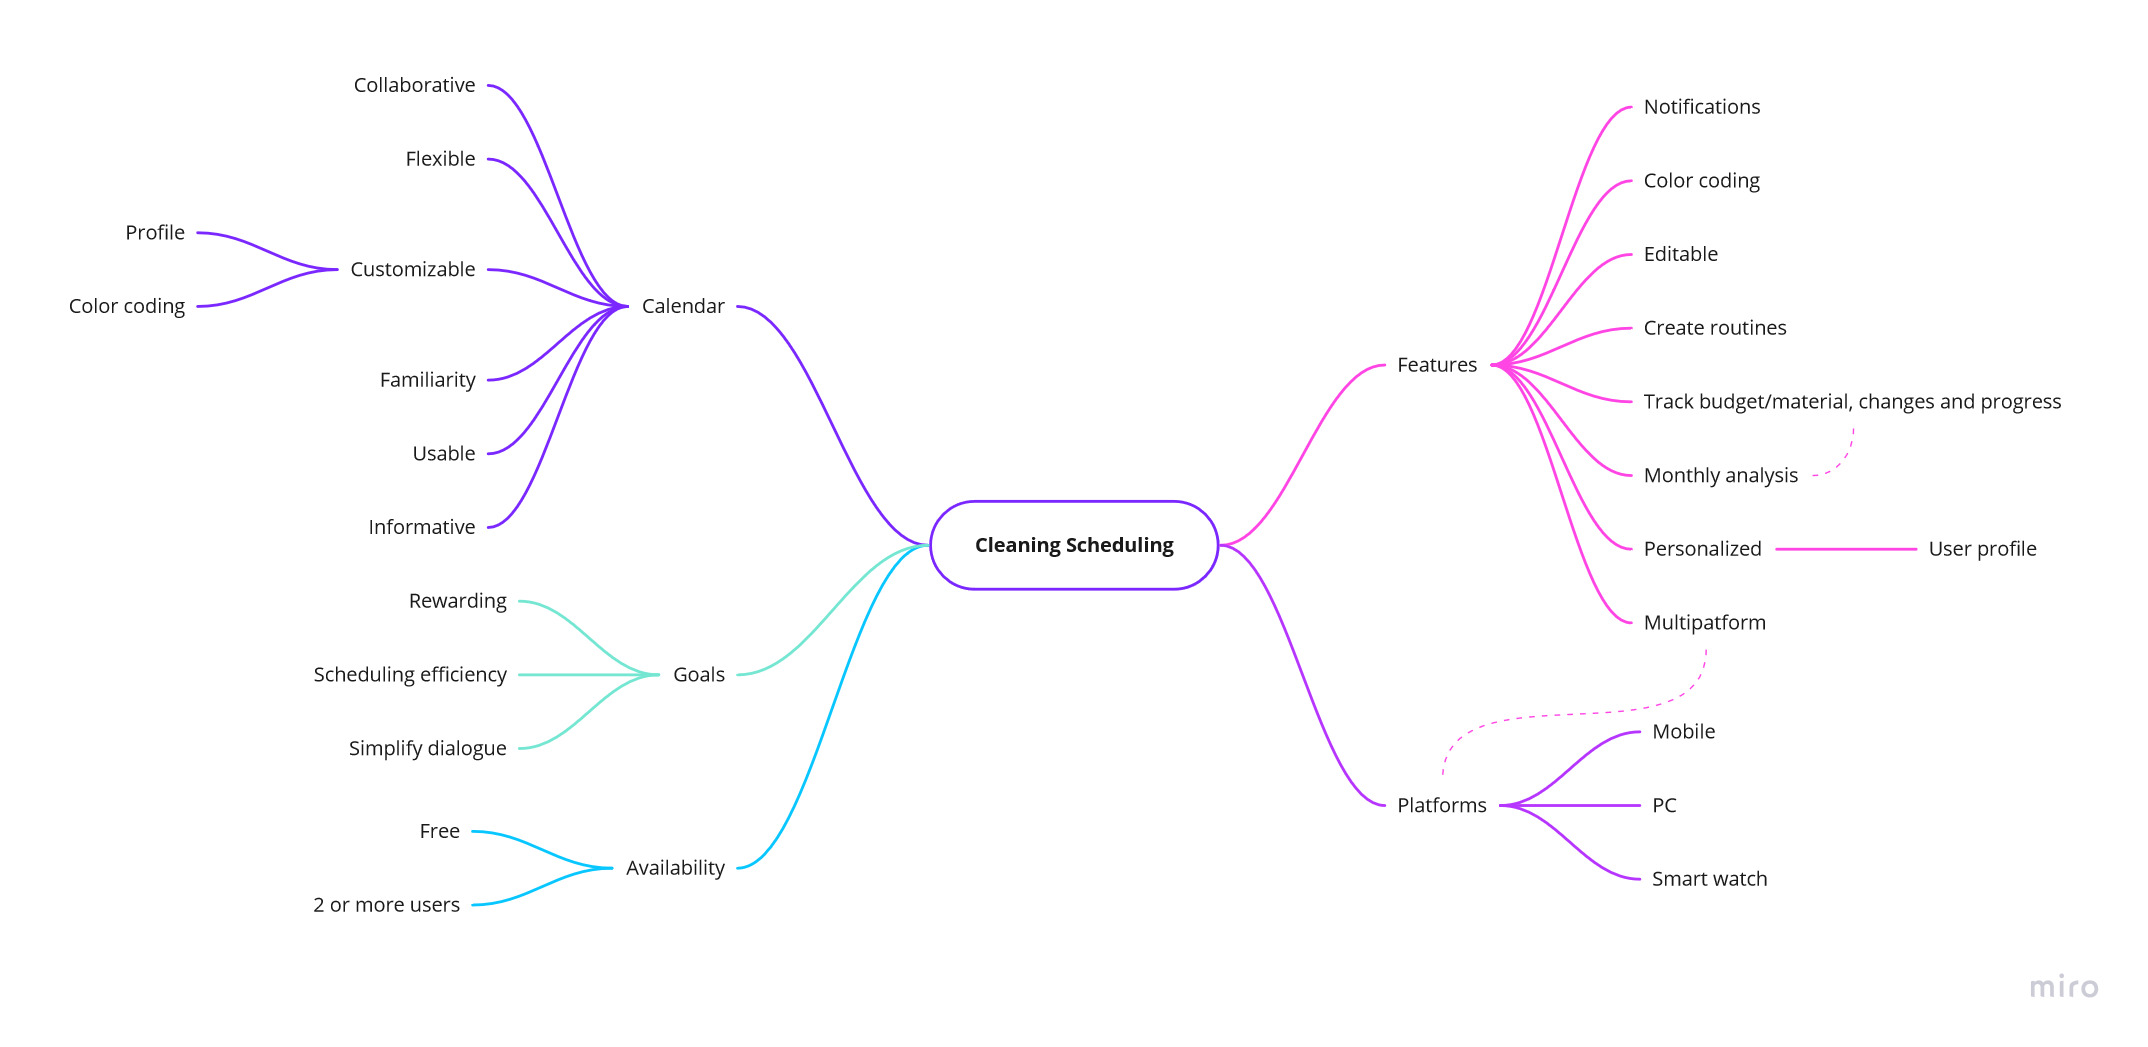 Cleaning Scheduling
Calendar
Collaborative
Flexible
Customizable
Profile
Color coding
Familiarity
Usable
Informative
Goals
Rewarding
Scheduling efficiency
Simplify dialogue
Availability
Free
2 or more users
Features
Notifications
Color coding
Editable
Create routines
Track budget/material, changes and progress
Monthly analysis
Personalized
User profile
Multipatform
Platforms
Mobile
PC
Smart watch
miro